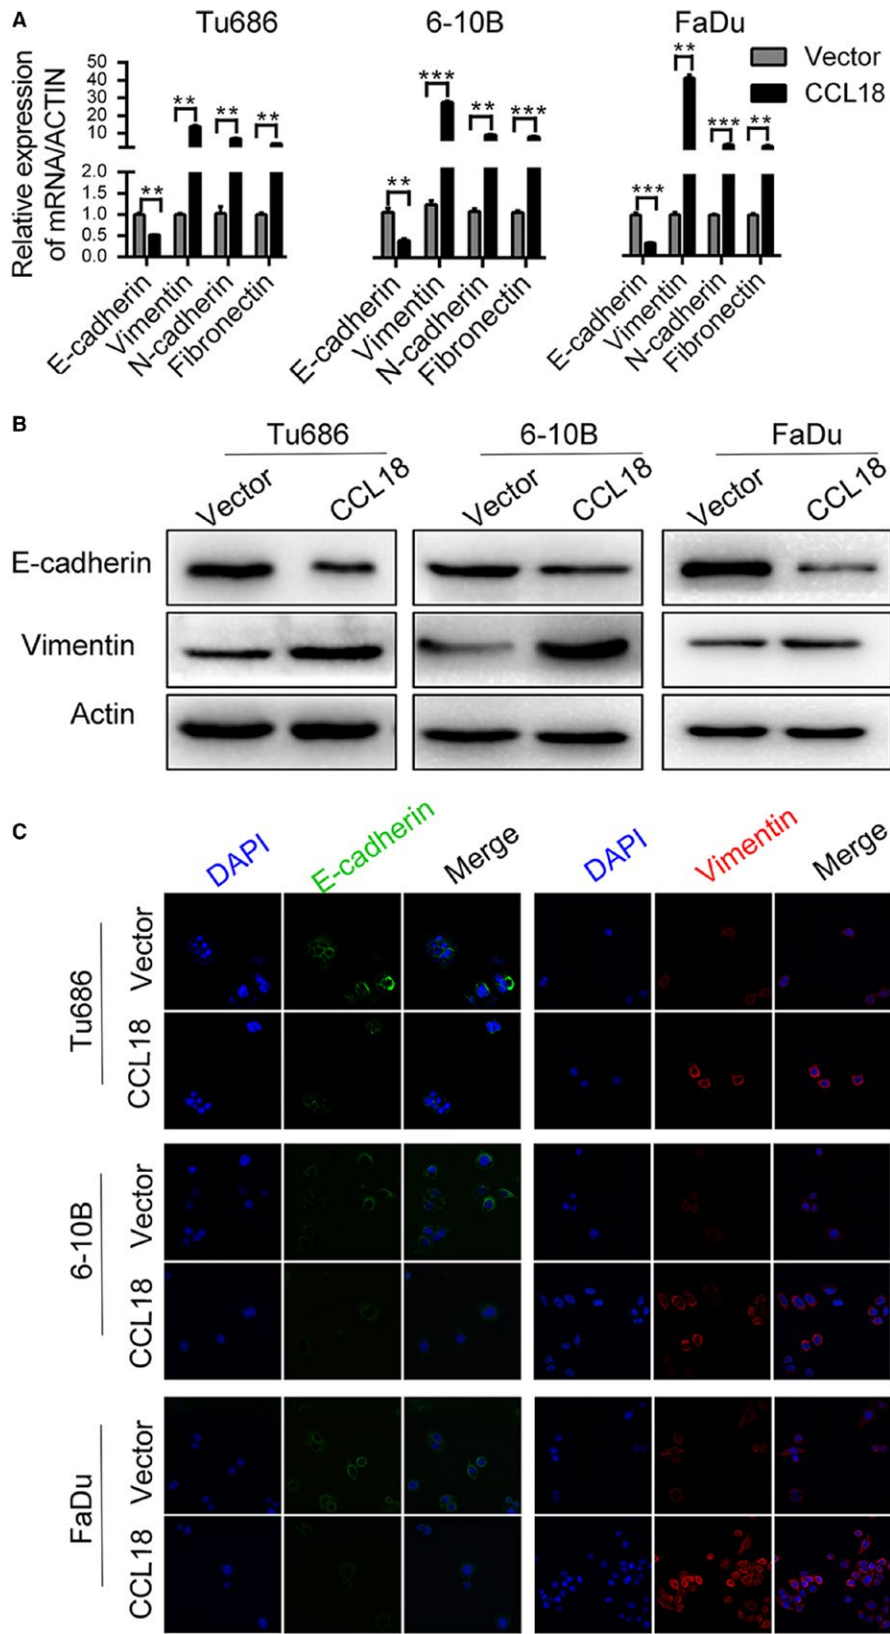 A
Tu686
6-10B
FaDu
Relative expression
of mRNA/ACTIN
50
40
30
20
10
2.0
1.5
1.0
0.5
0.0
** ** ** **
** *** ** ***
*** ** *** **
Vector
CCL18
E-cadherin
Vimentin
N-cadherin
Fibronectin
E-cadherin
Vimentin
N-cadherin
Fibronectin
E-cadherin
Vimentin
N-cadherin
Fibronectin
B
Tu686
6-10B
FaDu
Vector CCL18 Vector CCL18 Vector CCL18
E-cadherin
Vimentin
Actin
C
DAPI E-cadherin Merge DAPI Vimentin Merge
Tu686
Vector
CCL18
6-10B
Vector
CCL18
FaDu
Vector
CCL18